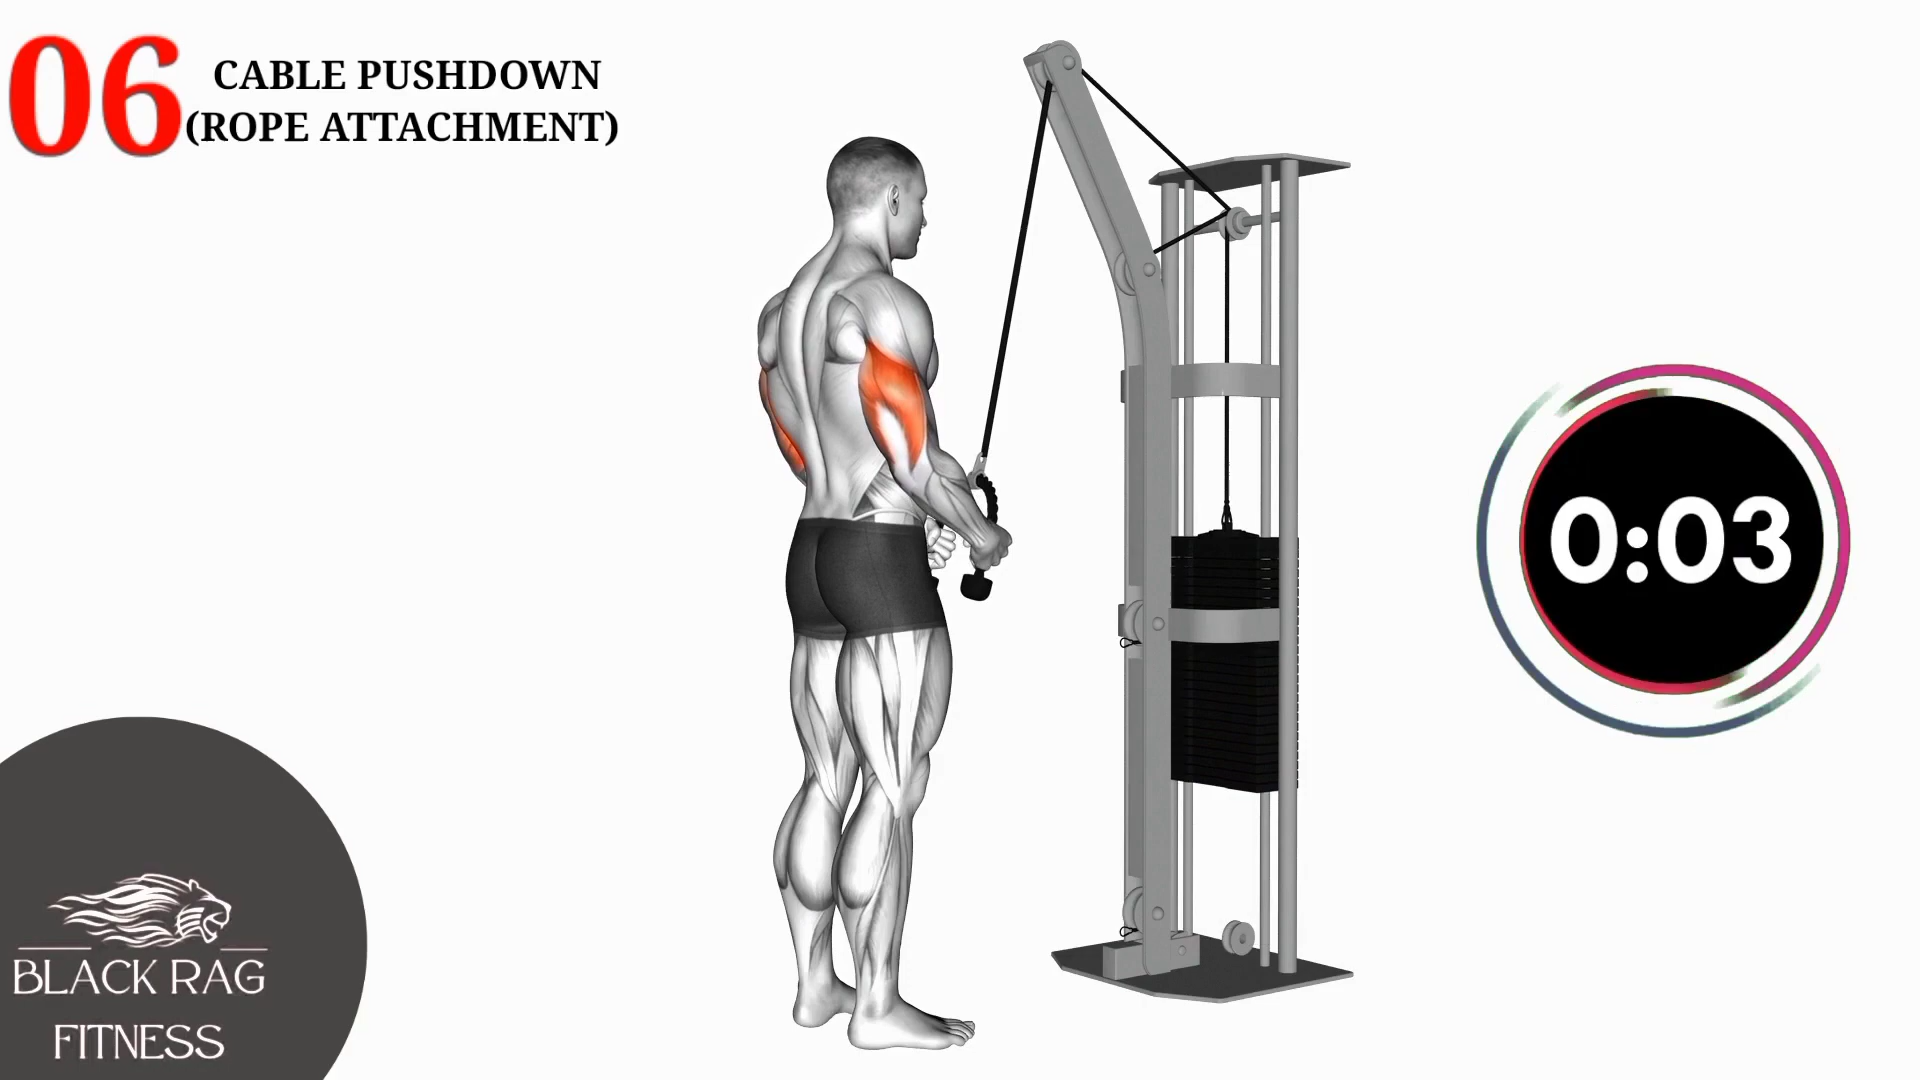 06
CABLE PUSHDOWN
(ROPE ATTACHMENT)
0:03
BLACK RAG
FITNESS